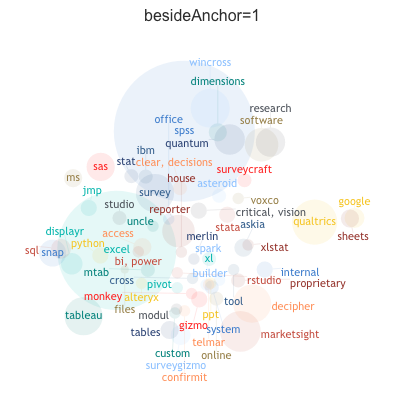 besideAnchor=1
wincross
dimensions
research
office
software
spss
quantum
ibm
stat
clear, decisions
sas
surveycraft
ms
house
asteroid
jmp
survey
voxco
google
studio
reporter
critical, vision
uncle
qualtrics
stata
askia
displayr
merlin
sheets
python
sql
snap
excel
spark
xlstat
bi, power
xl
mtab
builder
internal
cross
pivot
rstudio
proprietary
monkey
alteryx
tool
decipher
files
tableau
modul
ppt
gizmo
tables
system
marketsight
telmar
custom
online
surveygizmo
confirmit